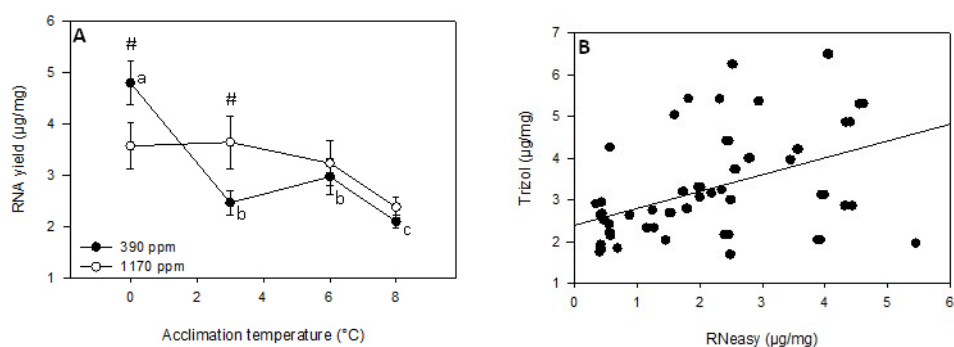 A
#
a
#
b
b
c
RNA yield (µg/mg)
6
5
4
3
2
1
390 ppm
1170 ppm
0
2
4
6
8
Acclimation temperature (°C)
B
Trizol (µg/mg)
7
6
5
4
3
2
1
0
1
2
3
4
5
6
RNeasy (µg/mg)